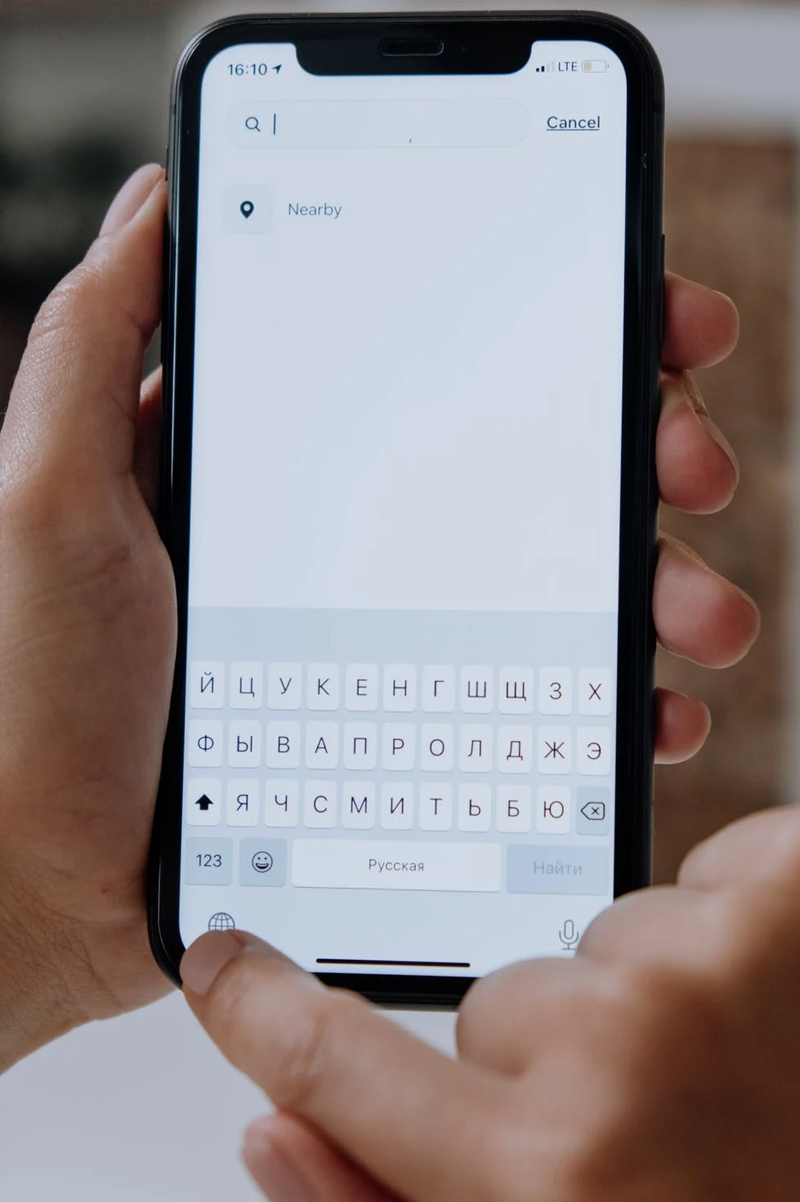 16:10 LTE
Cancel
Nearby
Й Ц У К Е Н Г Ш Щ З Х
Ф Ы В А П Р О Л Д Ж Э
Я Ч С М И Т Ь Б Ю
123 Русская Найти